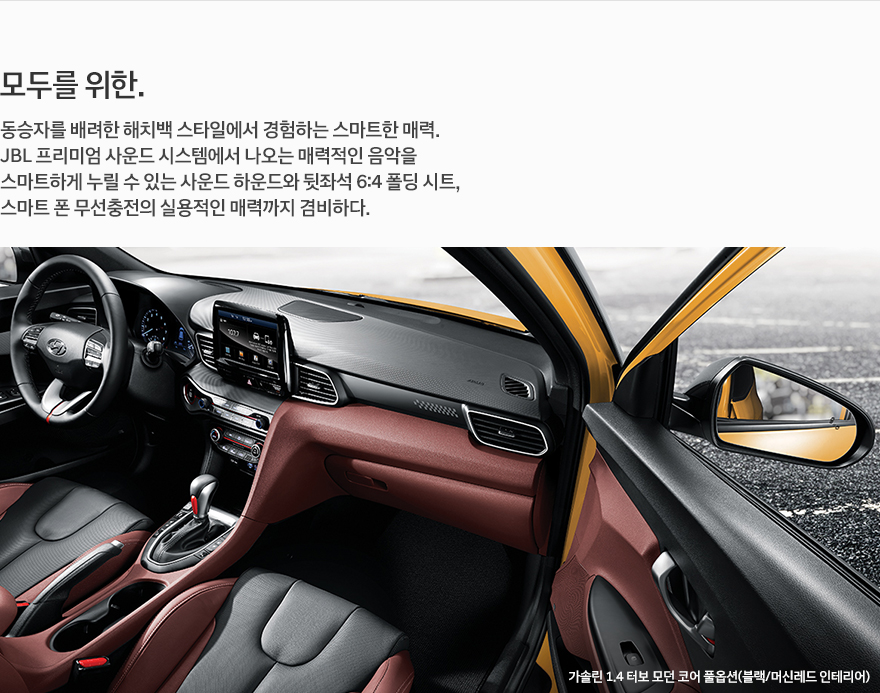 모두를 위한.
동승자를 배려한 해치백 스타일에서 경험하는 스마트한 매력.
JBL 프리미엄 사운드 시스템에서 나오는 매력적인 음악을
스마트하게 누릴 수 있는 사운드 하운드와 뒷좌석 6:4 폴딩 시트,
스마트 폰 무선충전의 실용적인 매력까지 겸비하다.
가솔린 1.4 터보 모던 코어 풀옵션(블랙/머신레드 인테리어)